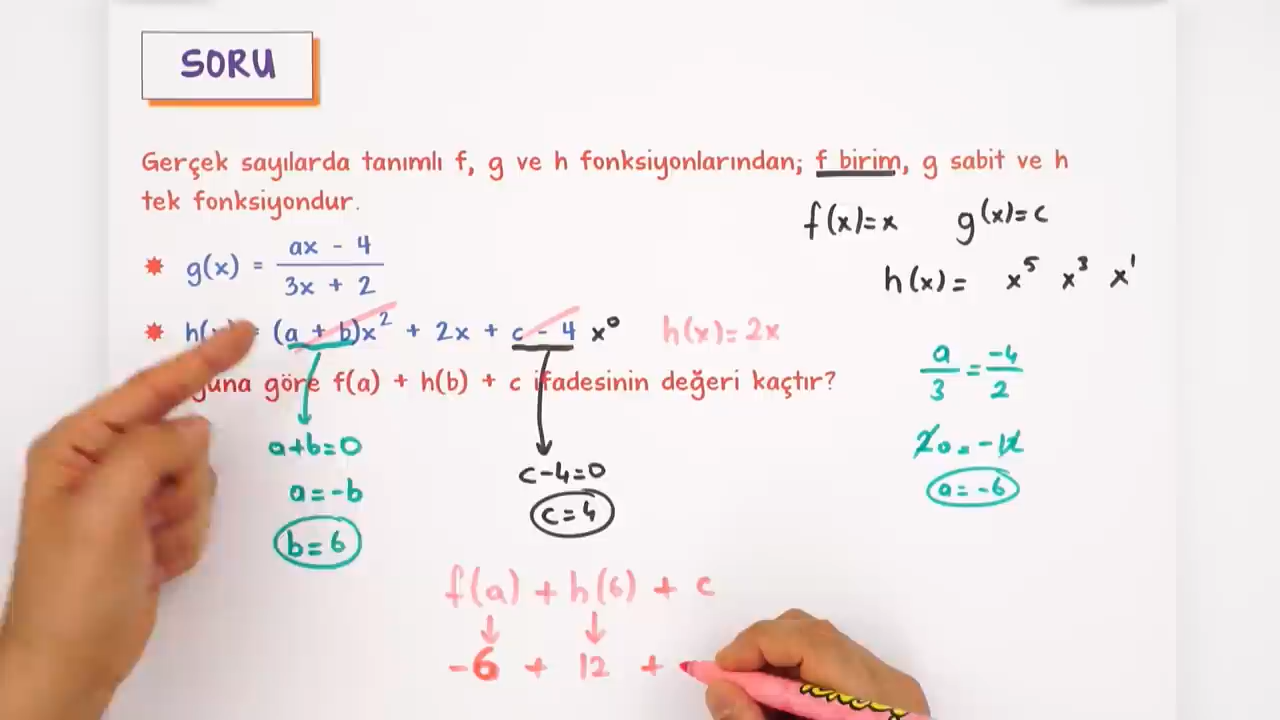 SORU
Gerçek sayılarda tanımlı f, g ve h fonksiyonlarından; f birim, g sabit ve h
tek fonksiyondur.
f(x)=x g(x)=c
g(x) = ax - 4 / 3x + 2
h(x)= x⁵ x³ x¹
= (a + b)x² + 2x + c - 4 x⁰ h(x)=2x
a/3 = -4/2
göre f(a) + h(b) + c ifadesinin değeri kaçtır?
a+b=0
2a=-12
c-4=0
a=-b
a=-6
c=4
b=6
f(a) + h(6) + c
-6 + 12 +